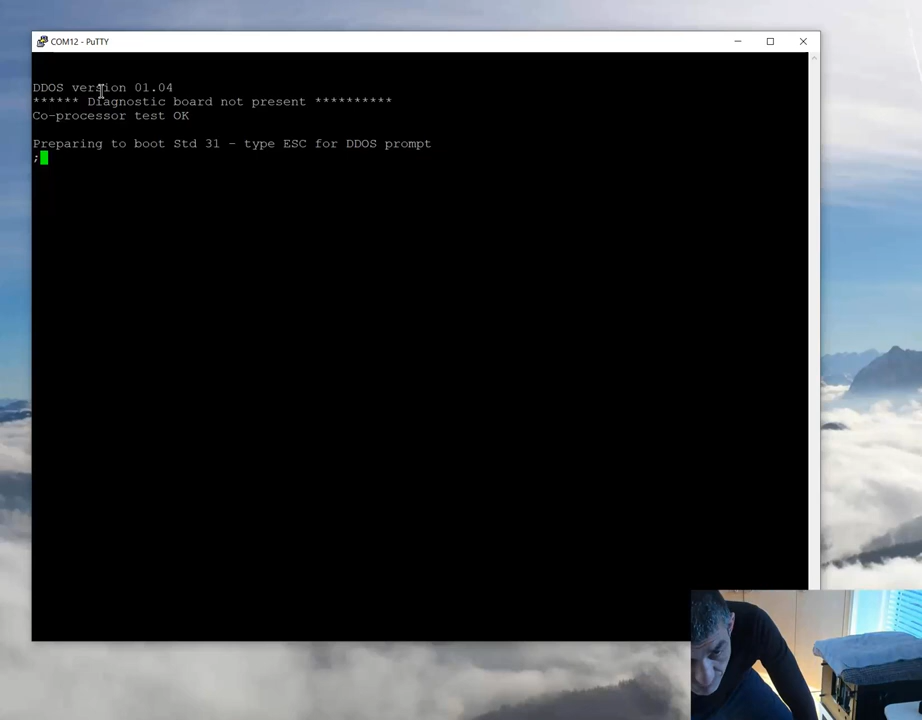 COM12 - PuTTY
DDOS version 01.04
****** Diagnostic board not present **********
Co-processor test OK
Preparing to boot Std 31 - type ESC for DDOS prompt
;